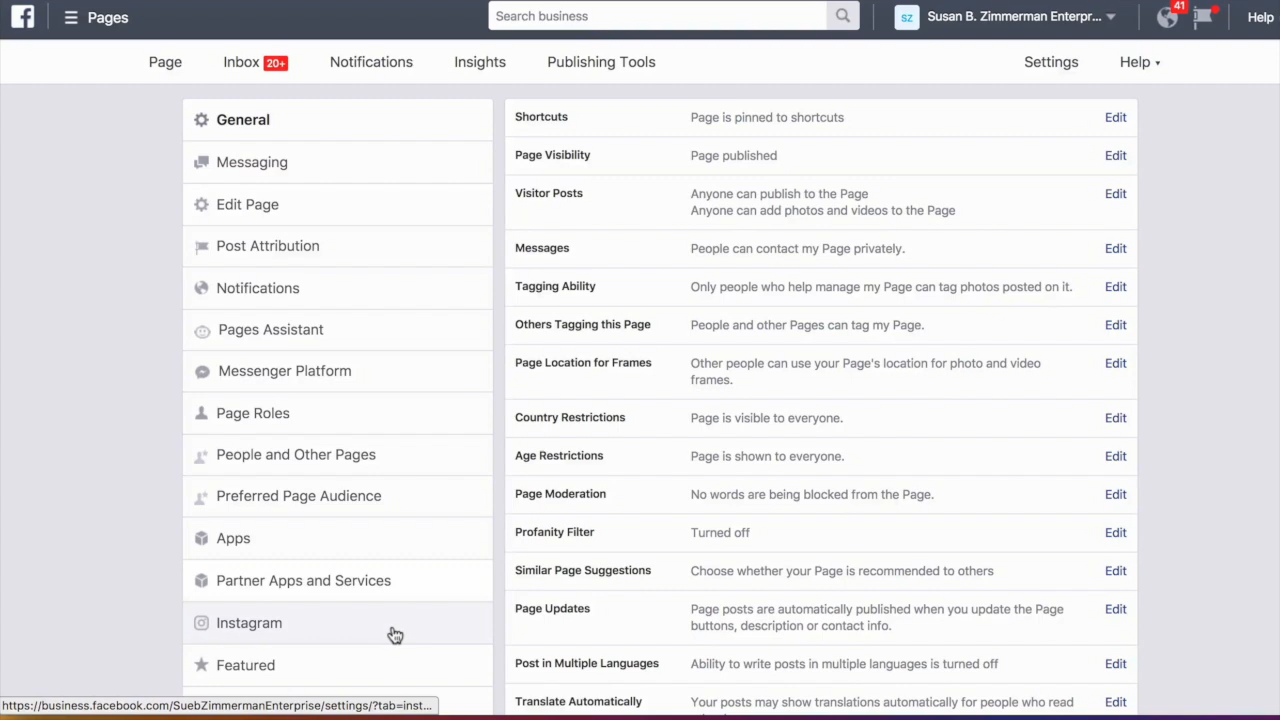 Pages
Search business
SZ
Susan B. Zimmerman Enterpr...
41
Help
Page
Inbox 20+
Notifications
Insights
Publishing Tools
Settings
Help
General
Messaging
Edit Page
Post Attribution
Notifications
Pages Assistant
Messenger Platform
Page Roles
People and Other Pages
Preferred Page Audience
Apps
Partner Apps and Services
Instagram
Featured
Shortcuts Page is pinned to shortcuts Edit
Page Visibility Page published Edit
Visitor Posts Anyone can publish to the Page Edit
Anyone can add photos and videos to the Page
Messages People can contact my Page privately. Edit
Tagging Ability Only people who help manage my Page can tag photos posted on it. Edit
Others Tagging this Page People and other Pages can tag my Page. Edit
Page Location for Frames Other people can use your Page's location for photo and video Edit
frames.
Country Restrictions Page is visible to everyone. Edit
Age Restrictions Page is shown to everyone. Edit
Page Moderation No words are being blocked from the Page. Edit
Profanity Filter Turned off Edit
Similar Page Suggestions Choose whether your Page is recommended to others Edit
Page Updates Page posts are automatically published when you update the Page Edit
buttons, description or contact info.
Post in Multiple Languages Ability to write posts in multiple languages is turned off Edit
Translate Automatically Your posts may show translations automatically for people who read Edit
https://business.facebook.com/SuebZimmermanEnterprise/settings/?tab=inst...